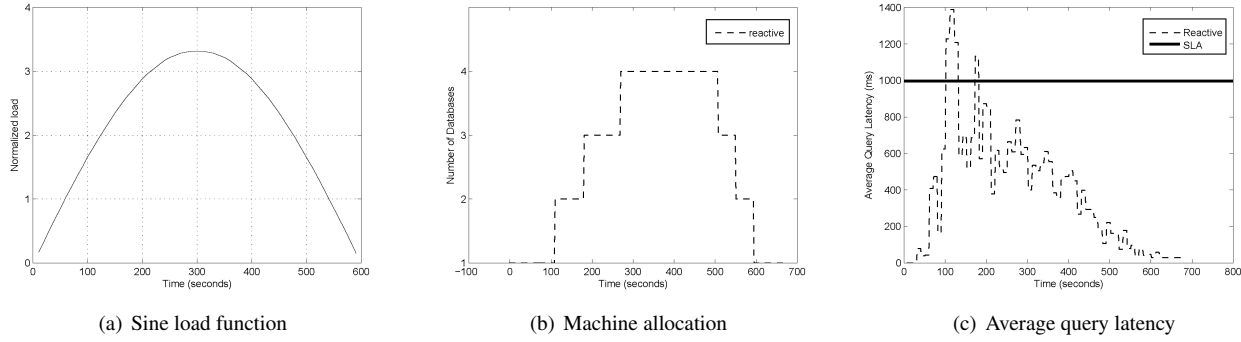 4
3
2
1
0
0 100 200 300 400 500 600
Normalized load
Time (seconds)
(a) Sine load function
reactive
5
4
3
2
1
-100 0 100 200 300 400 500 600 700
Number of Databases
Time (seconds)
(b) Machine allocation
Reactive
SLA
1400
1200
1000
800
600
400
200
0
0 100 200 300 400 500 600 700 800
Average Query Latency (ms)
Time (seconds)
(c) Average query latency